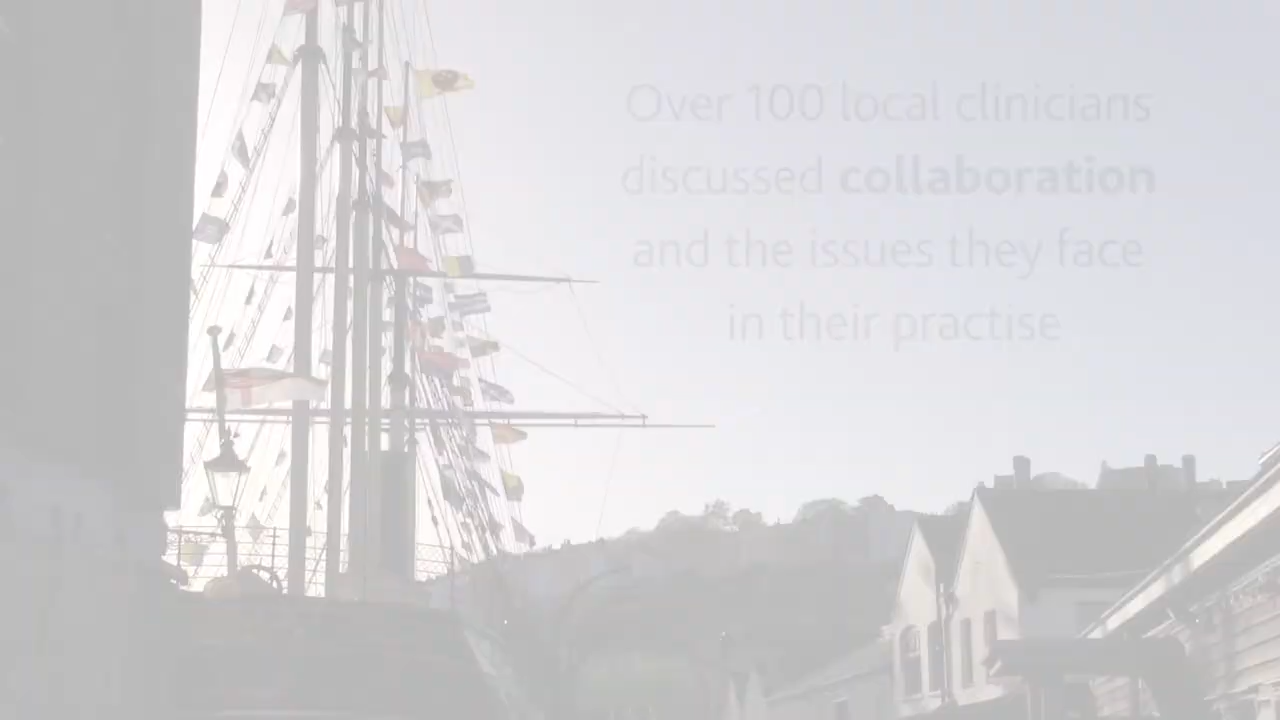 Over 100 local clinicians
discussed collaboration
and the issues they face
in their practise